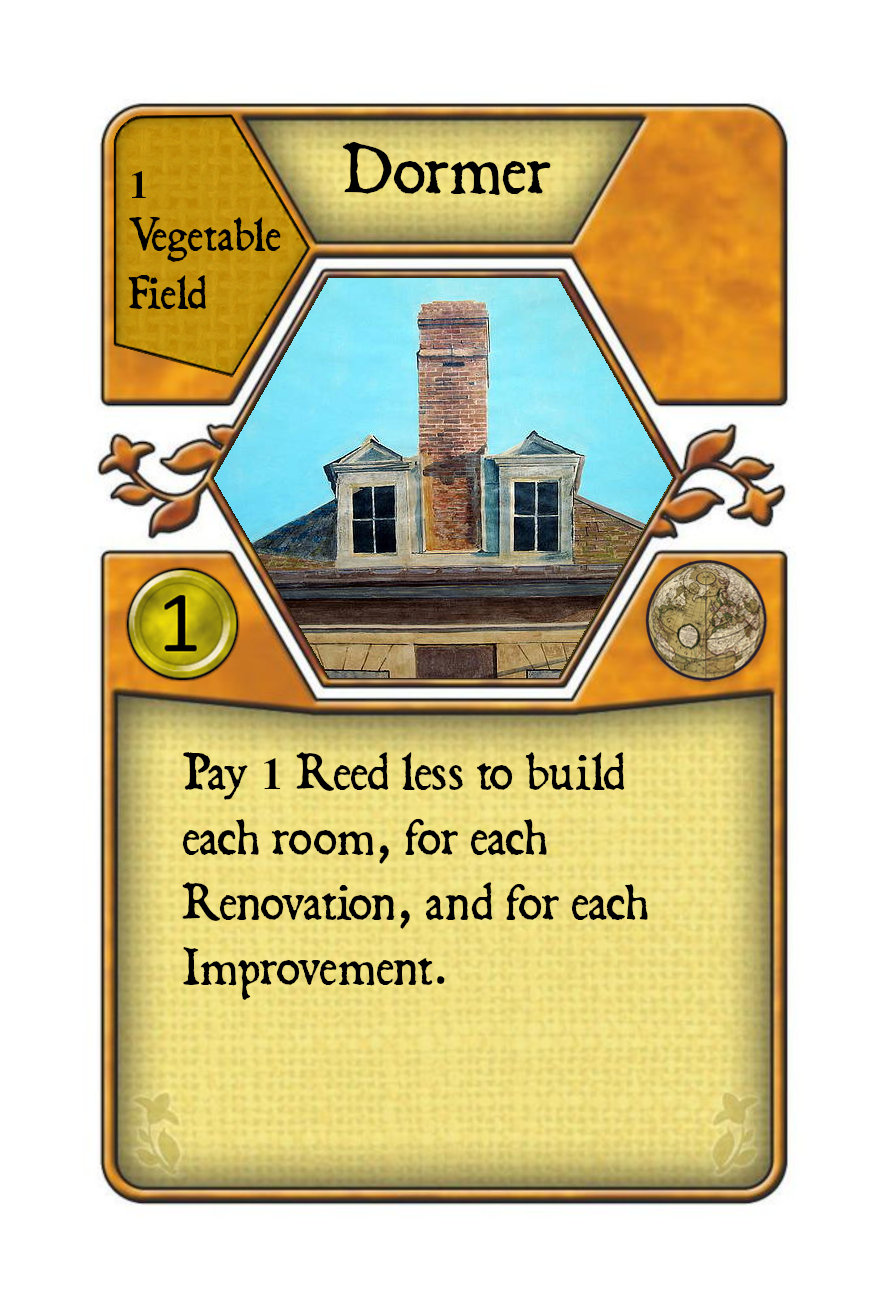 Dormer
1
Vegetable
Field
1
Pay 1 Reed less to build
each room, for each
Renovation, and for each
Improvement.